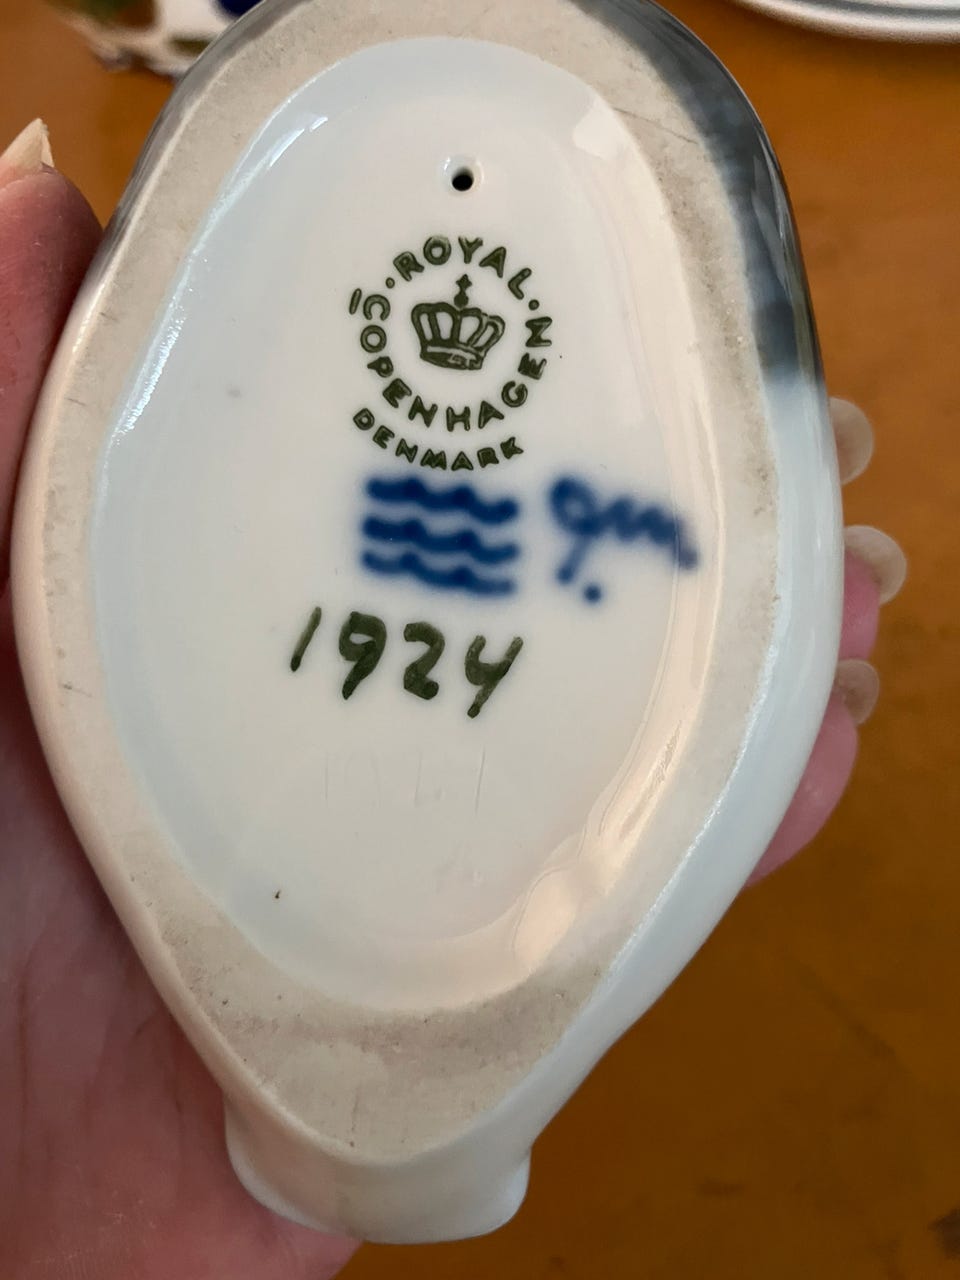 ROYAL
COPENHAGEN
DENMARK
1924